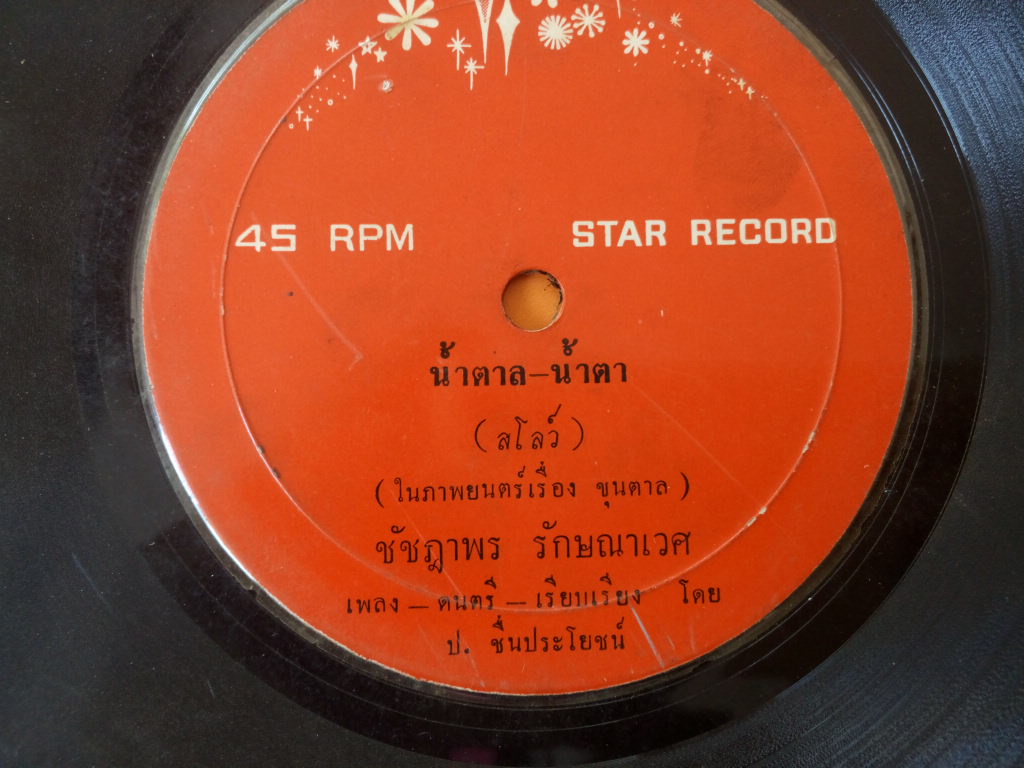 45 RPM STAR RECORD
น้ำตาล-น้ำตา
(สโลว์)
(ในภาพยนตร์เรื่อง ขุนตาล)
ชัชฎาพร รักษณาเวศ
เพลง - ดนตรี - เรียบเรียง โดย
ป. ชื่นประโยชน์